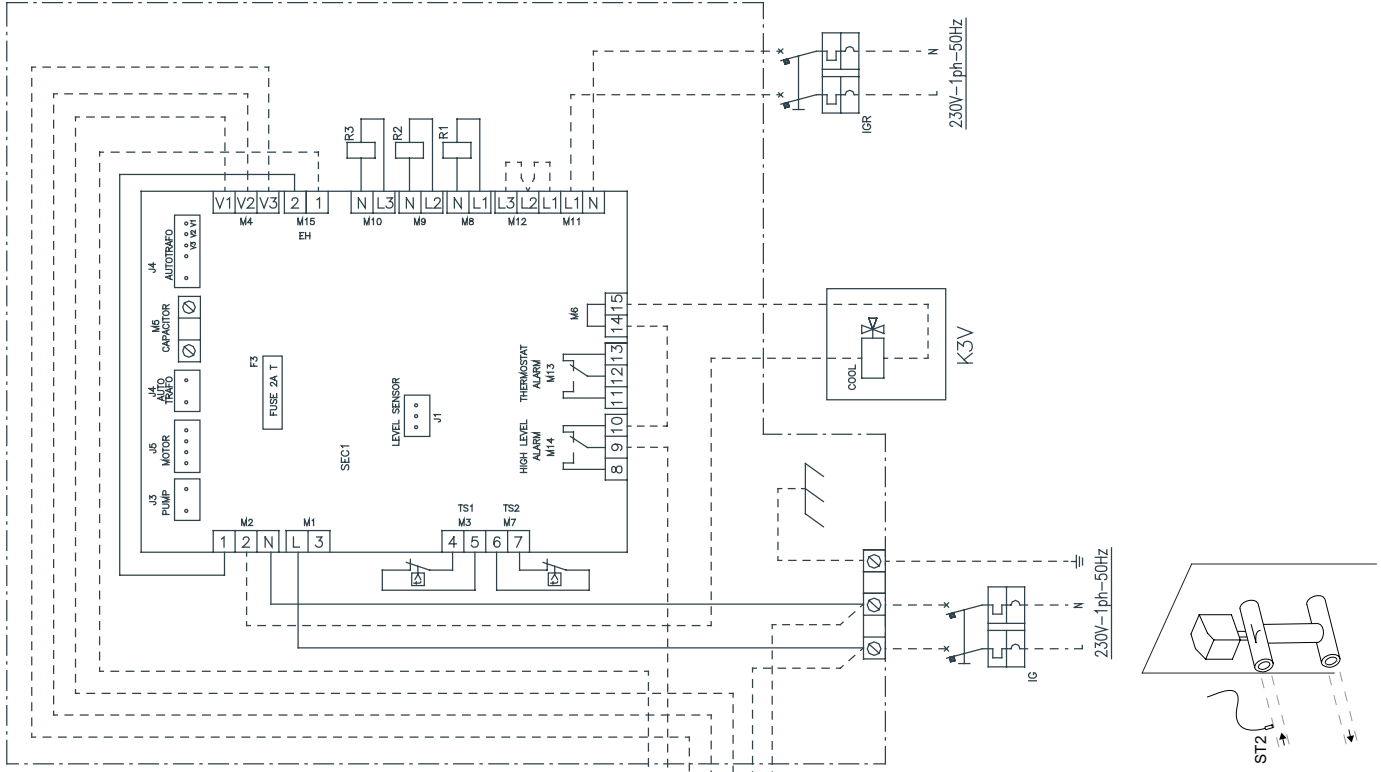 230V-1ph-50Hz
N
L
IGR
R3
R2
R1
V1 V2 V3 2 1
N L3 N L2 N L1 L3 L2 L1 L1 N
M4
M15
EH
M10
M9
M8
M12
M11
J4
AUTOTRAFO
V3 V2 V1
M5
CAPACITOR
J4
AUTO
TRAFO
J5
MOTOR
J3
PUMP
F3
FUSE 2A T
SEC1
LEVEL SENSOR
J1
M6
15
14
THERMOSTAT
ALARM
M13
13
12
11
HIGH LEVEL
ALARM
M14
10
9
8
COOL
K3V
M2
M1
1 2 N L 3
TS1
M3
TS2
M7
4 5 6 7
t
t
N
L
230V-1ph-50Hz
IG
ST2